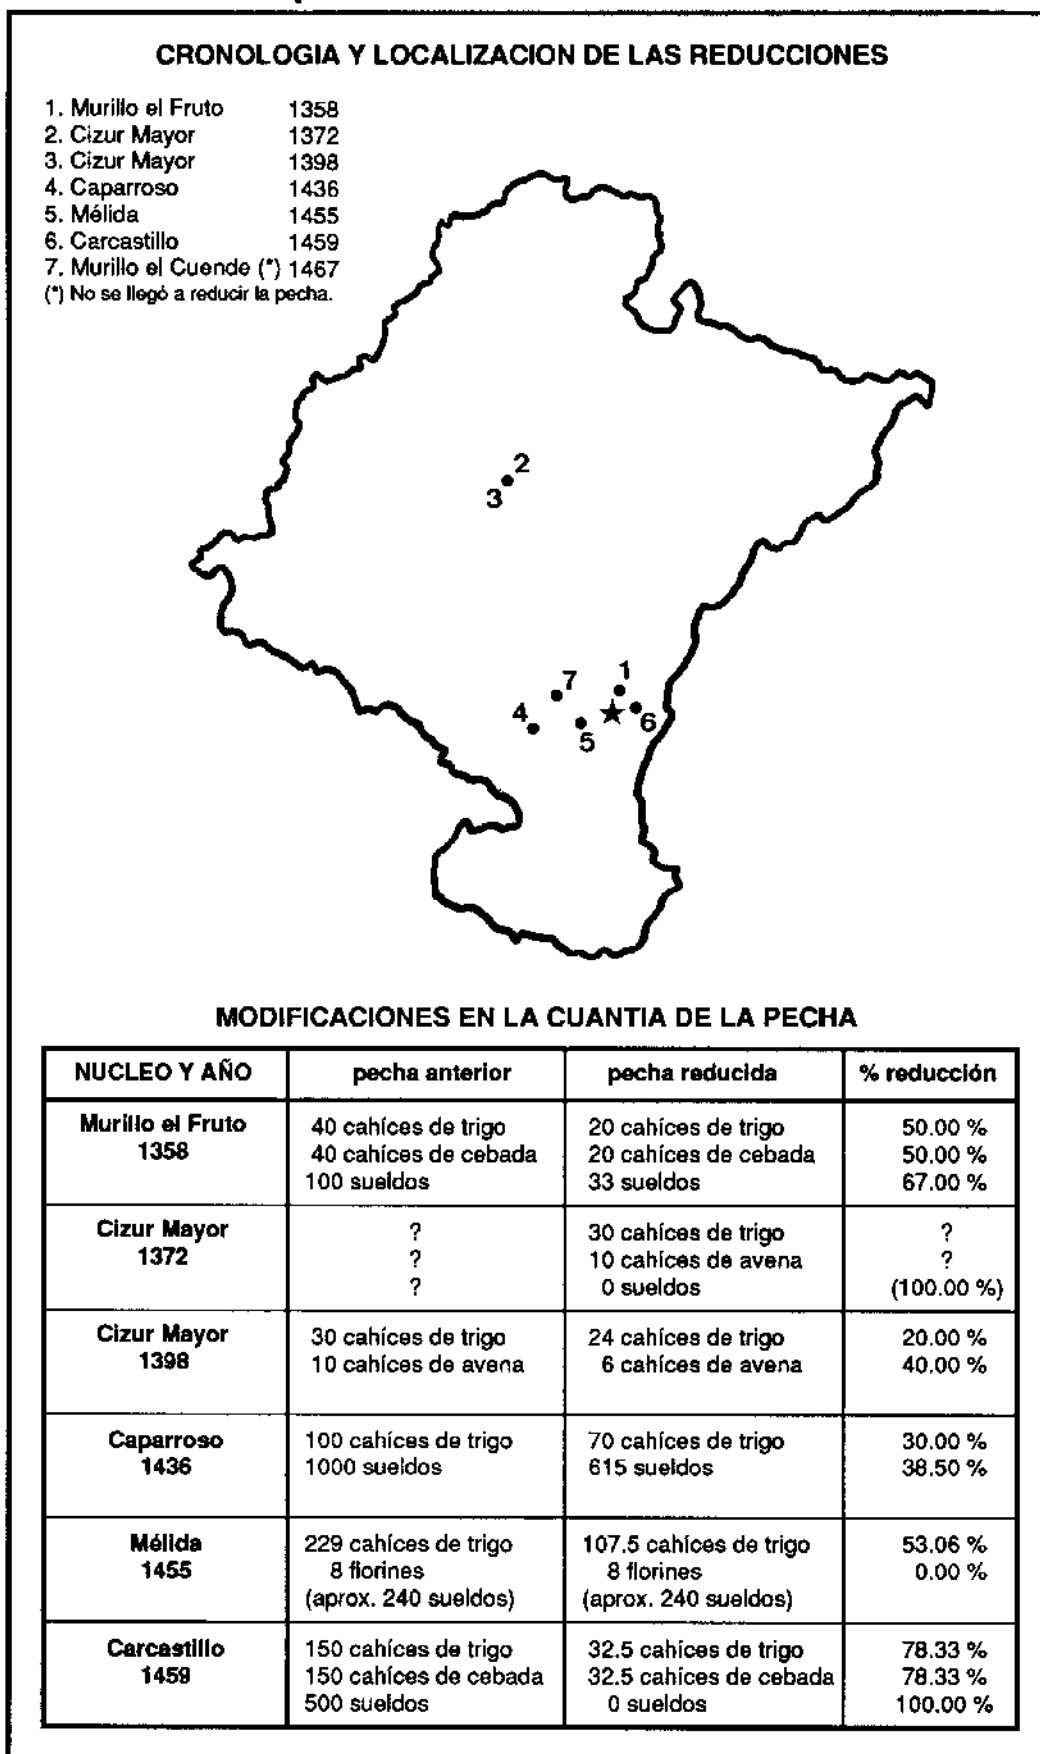 CRONOLOGIA Y LOCALIZACION DE LAS REDUCCIONES
1. Murillo el Fruto 1358
2. Cizur Mayor 1372
3. Cizur Mayor 1398
4. Caparroso 1436
5. Mélida 1455
6. Carcastillo 1459
7. Murillo el Cuende (*) 1467
(*) No se llegó a reducir la pecha.
2
3
1
7
4
6
5
MODIFICACIONES EN LA CUANTIA DE LA PECHA
NUCLEO Y AÑO pecha anterior pecha reducida % reducción
Murillo el Fruto 40 cahíces de trigo 20 cahíces de trigo 50.00 %
1358 40 cahíces de cebada 20 cahíces de cebada 50.00 %
100 sueldos 33 sueldos 67.00 %
Cizur Mayor ? 30 cahíces de trigo ?
1372 ? 10 cahíces de avena ?
? 0 sueldos (100.00 %)
Cizur Mayor 30 cahíces de trigo 24 cahíces de trigo 20.00 %
1398 10 cahíces de avena 6 cahíces de avena 40.00 %
Caparroso 100 cahíces de trigo 70 cahíces de trigo 30.00 %
1436 1000 sueldos 615 sueldos 38.50 %
Mélida 229 cahíces de trigo 107.5 cahíces de trigo 53.06 %
1455 8 florines 8 florines 0.00 %
(aprox. 240 sueldos) (aprox. 240 sueldos)
Carcastillo 150 cahíces de trigo 32.5 cahíces de trigo 78.33 %
1459 150 cahíces de cebada 32.5 cahíces de cebada 78.33 %
500 sueldos 0 sueldos 100.00 %